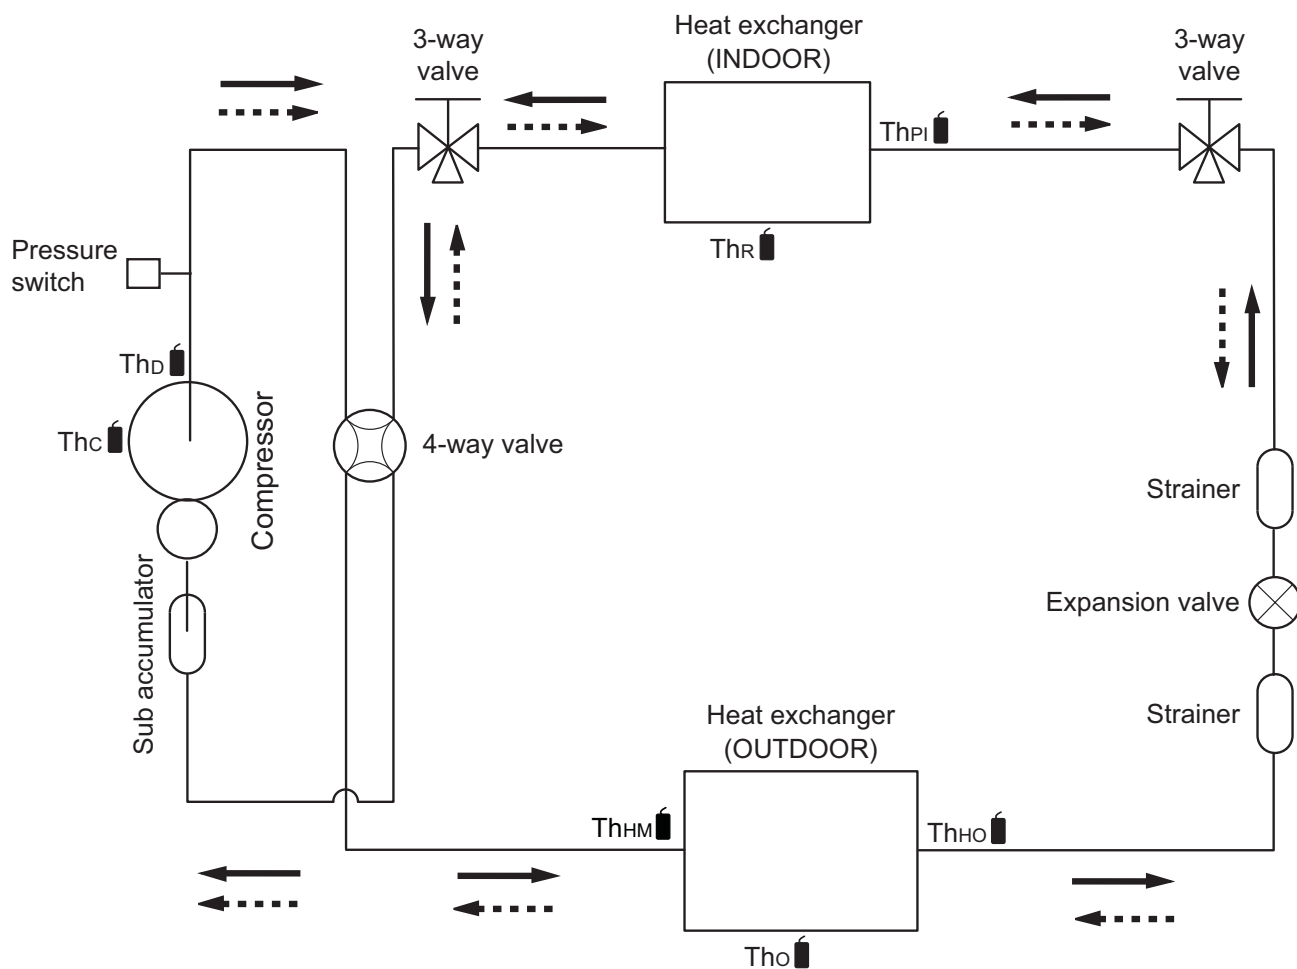 Heat exchanger
(INDOOR)
3-way
valve
3-way
valve
ThPI
ThR
Pressure
switch
ThD
ThC
Compressor
4-way valve
Strainer
Expansion valve
Sub accumulator
Strainer
Heat exchanger
(OUTDOOR)
ThHM
ThHO
ThO